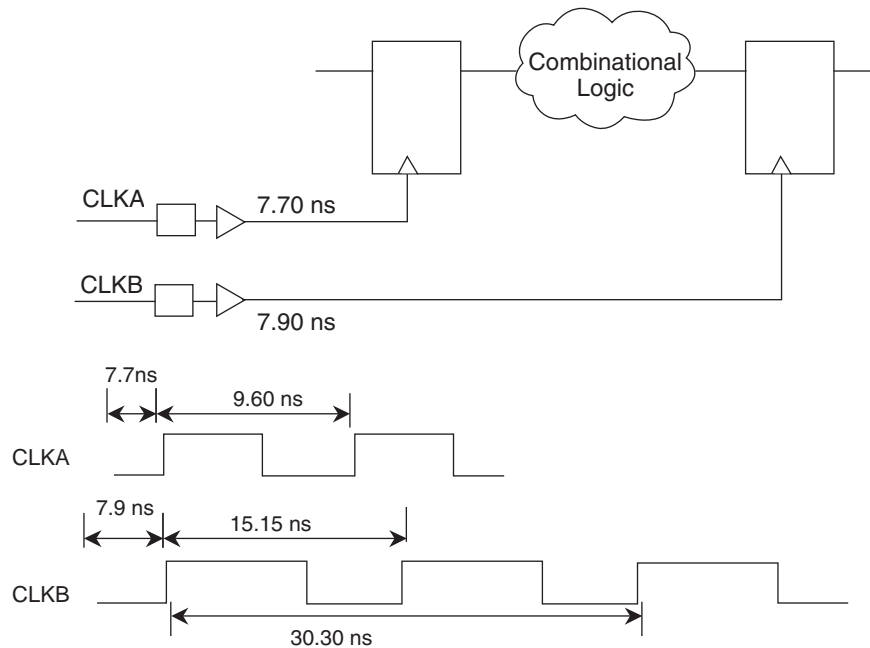 Combinational
Logic
CLKA
7.70 ns
CLKB
7.90 ns
7.7ns
9.60 ns
CLKA
7.9 ns
15.15 ns
CLKB
30.30 ns